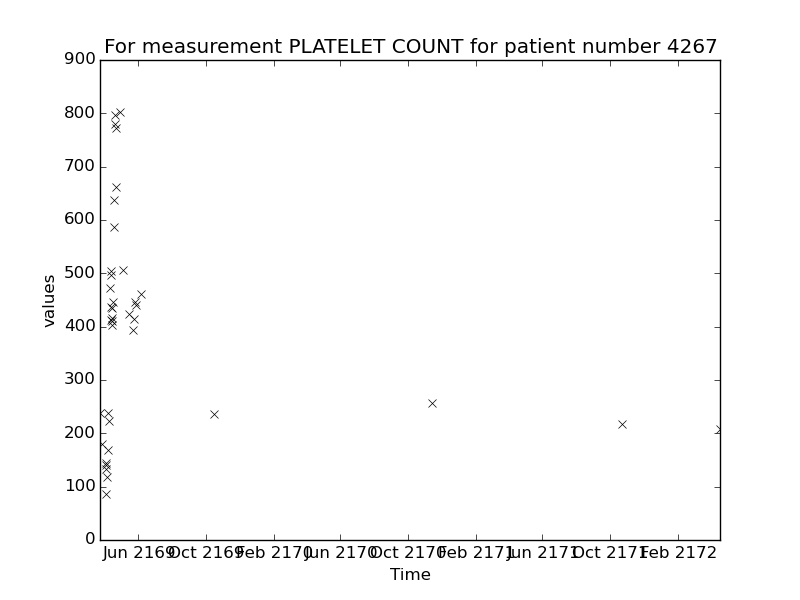 For measurement PLATELET COUNT for patient number 4267
900
800
700
600
500
400
300
200
100
0
values
Jun 2169 Oct 2169 Feb 2170 Jun 2170 Oct 2170 Feb 2171 Jun 2171 Oct 2171 Feb 2172
Time